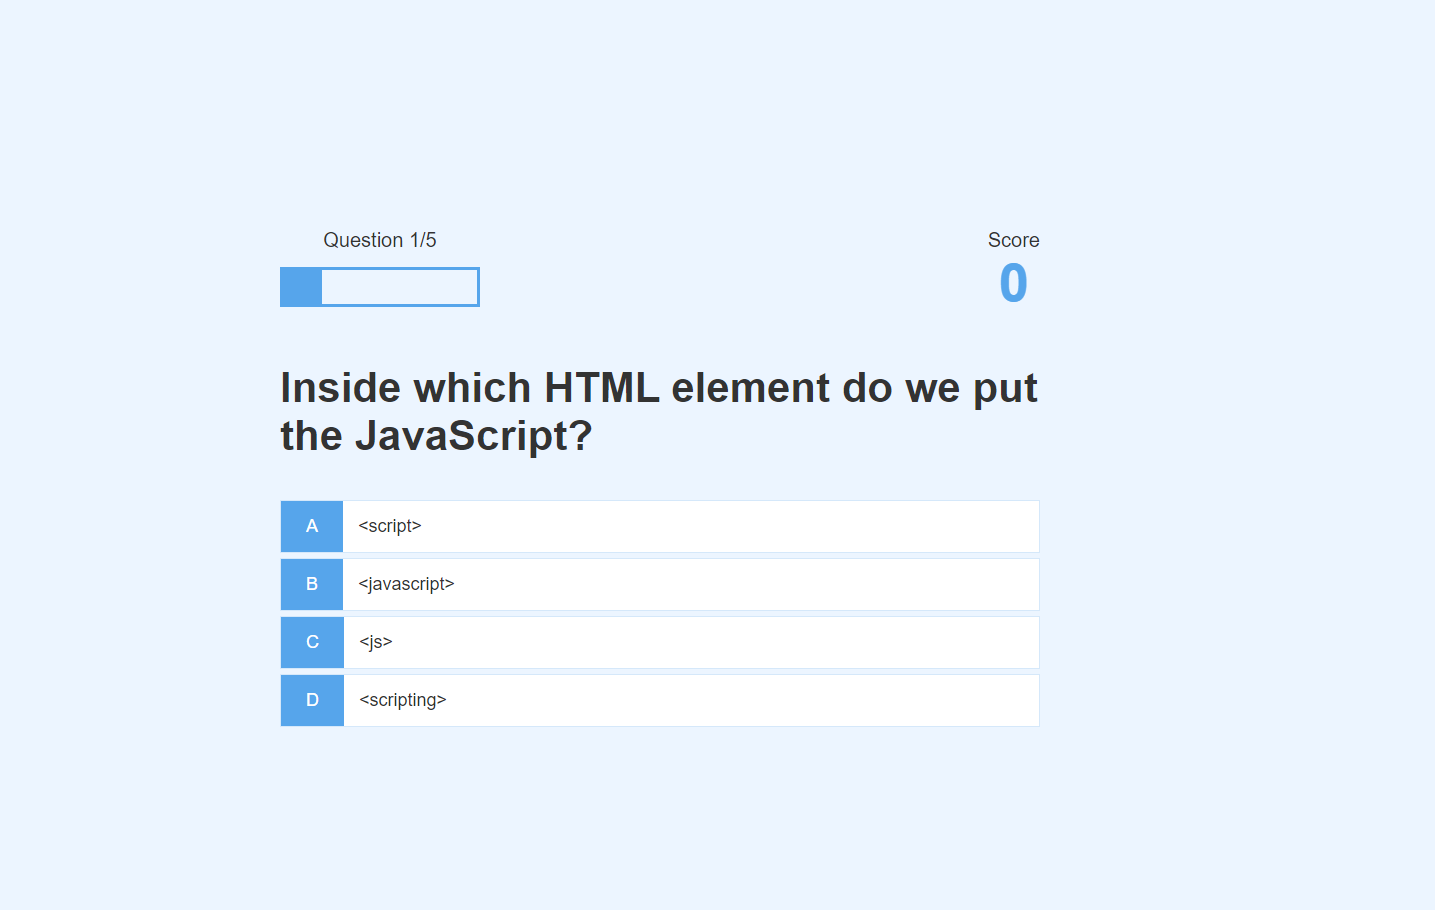 Question 1/5
Score
0
Inside which HTML element do we put
the JavaScript?
A <script>
B <javascript>
C <js>
D <scripting>